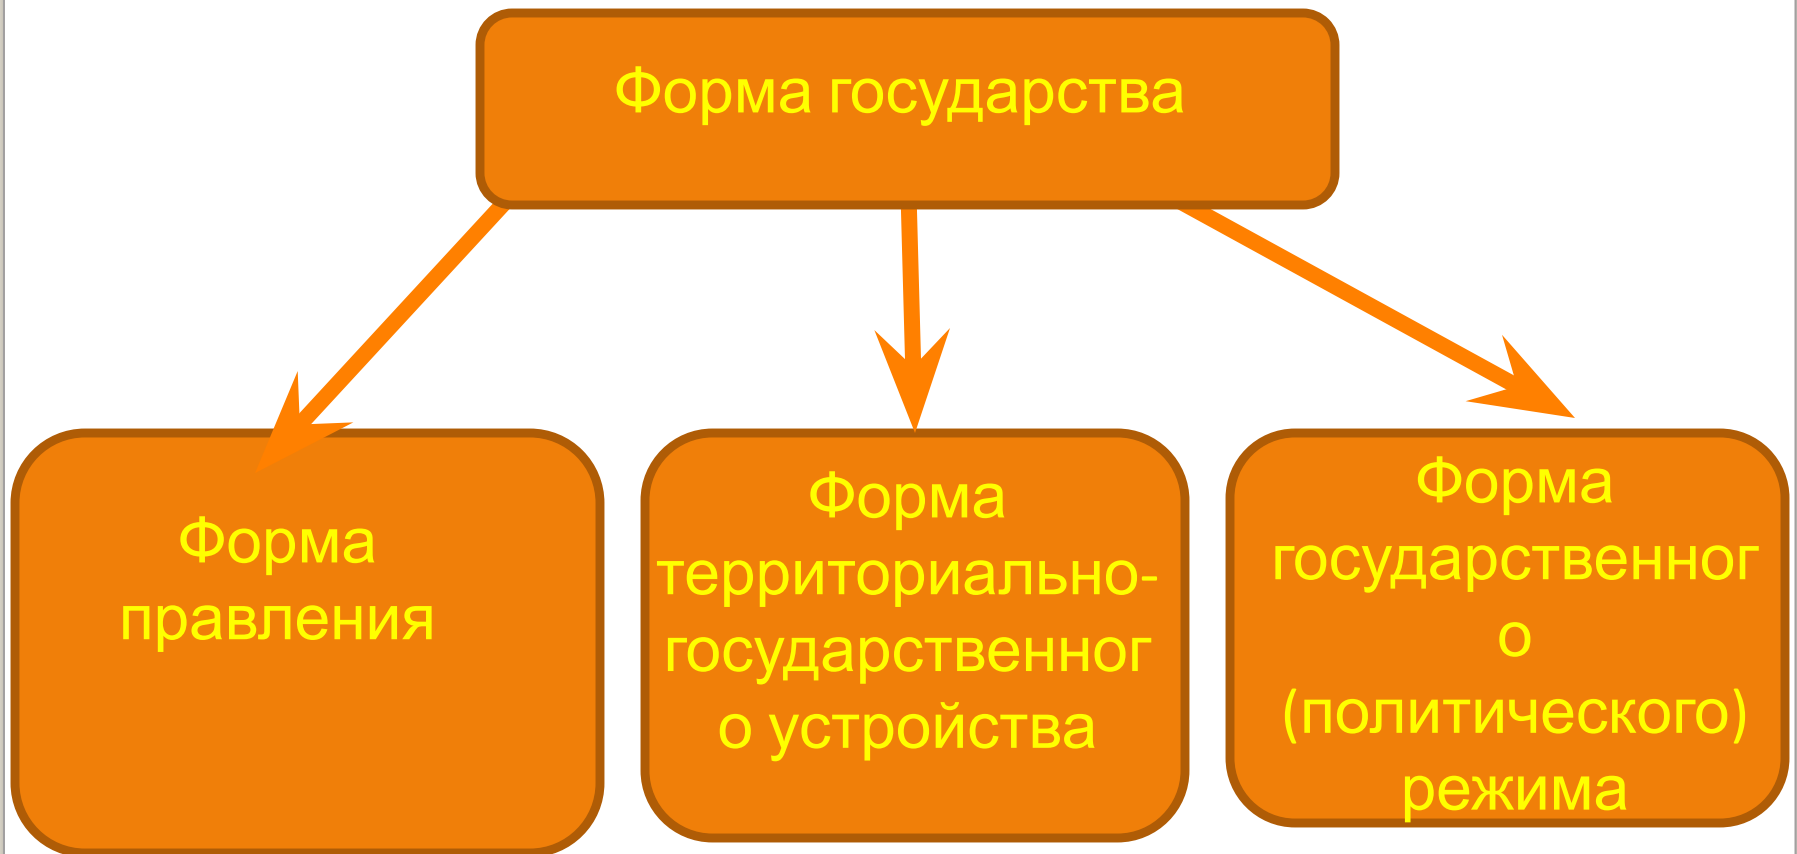 Форма государства
Форма
правления
Форма
территориально-
государственног
о устройства
Форма
государственног
о
(политического)
режима